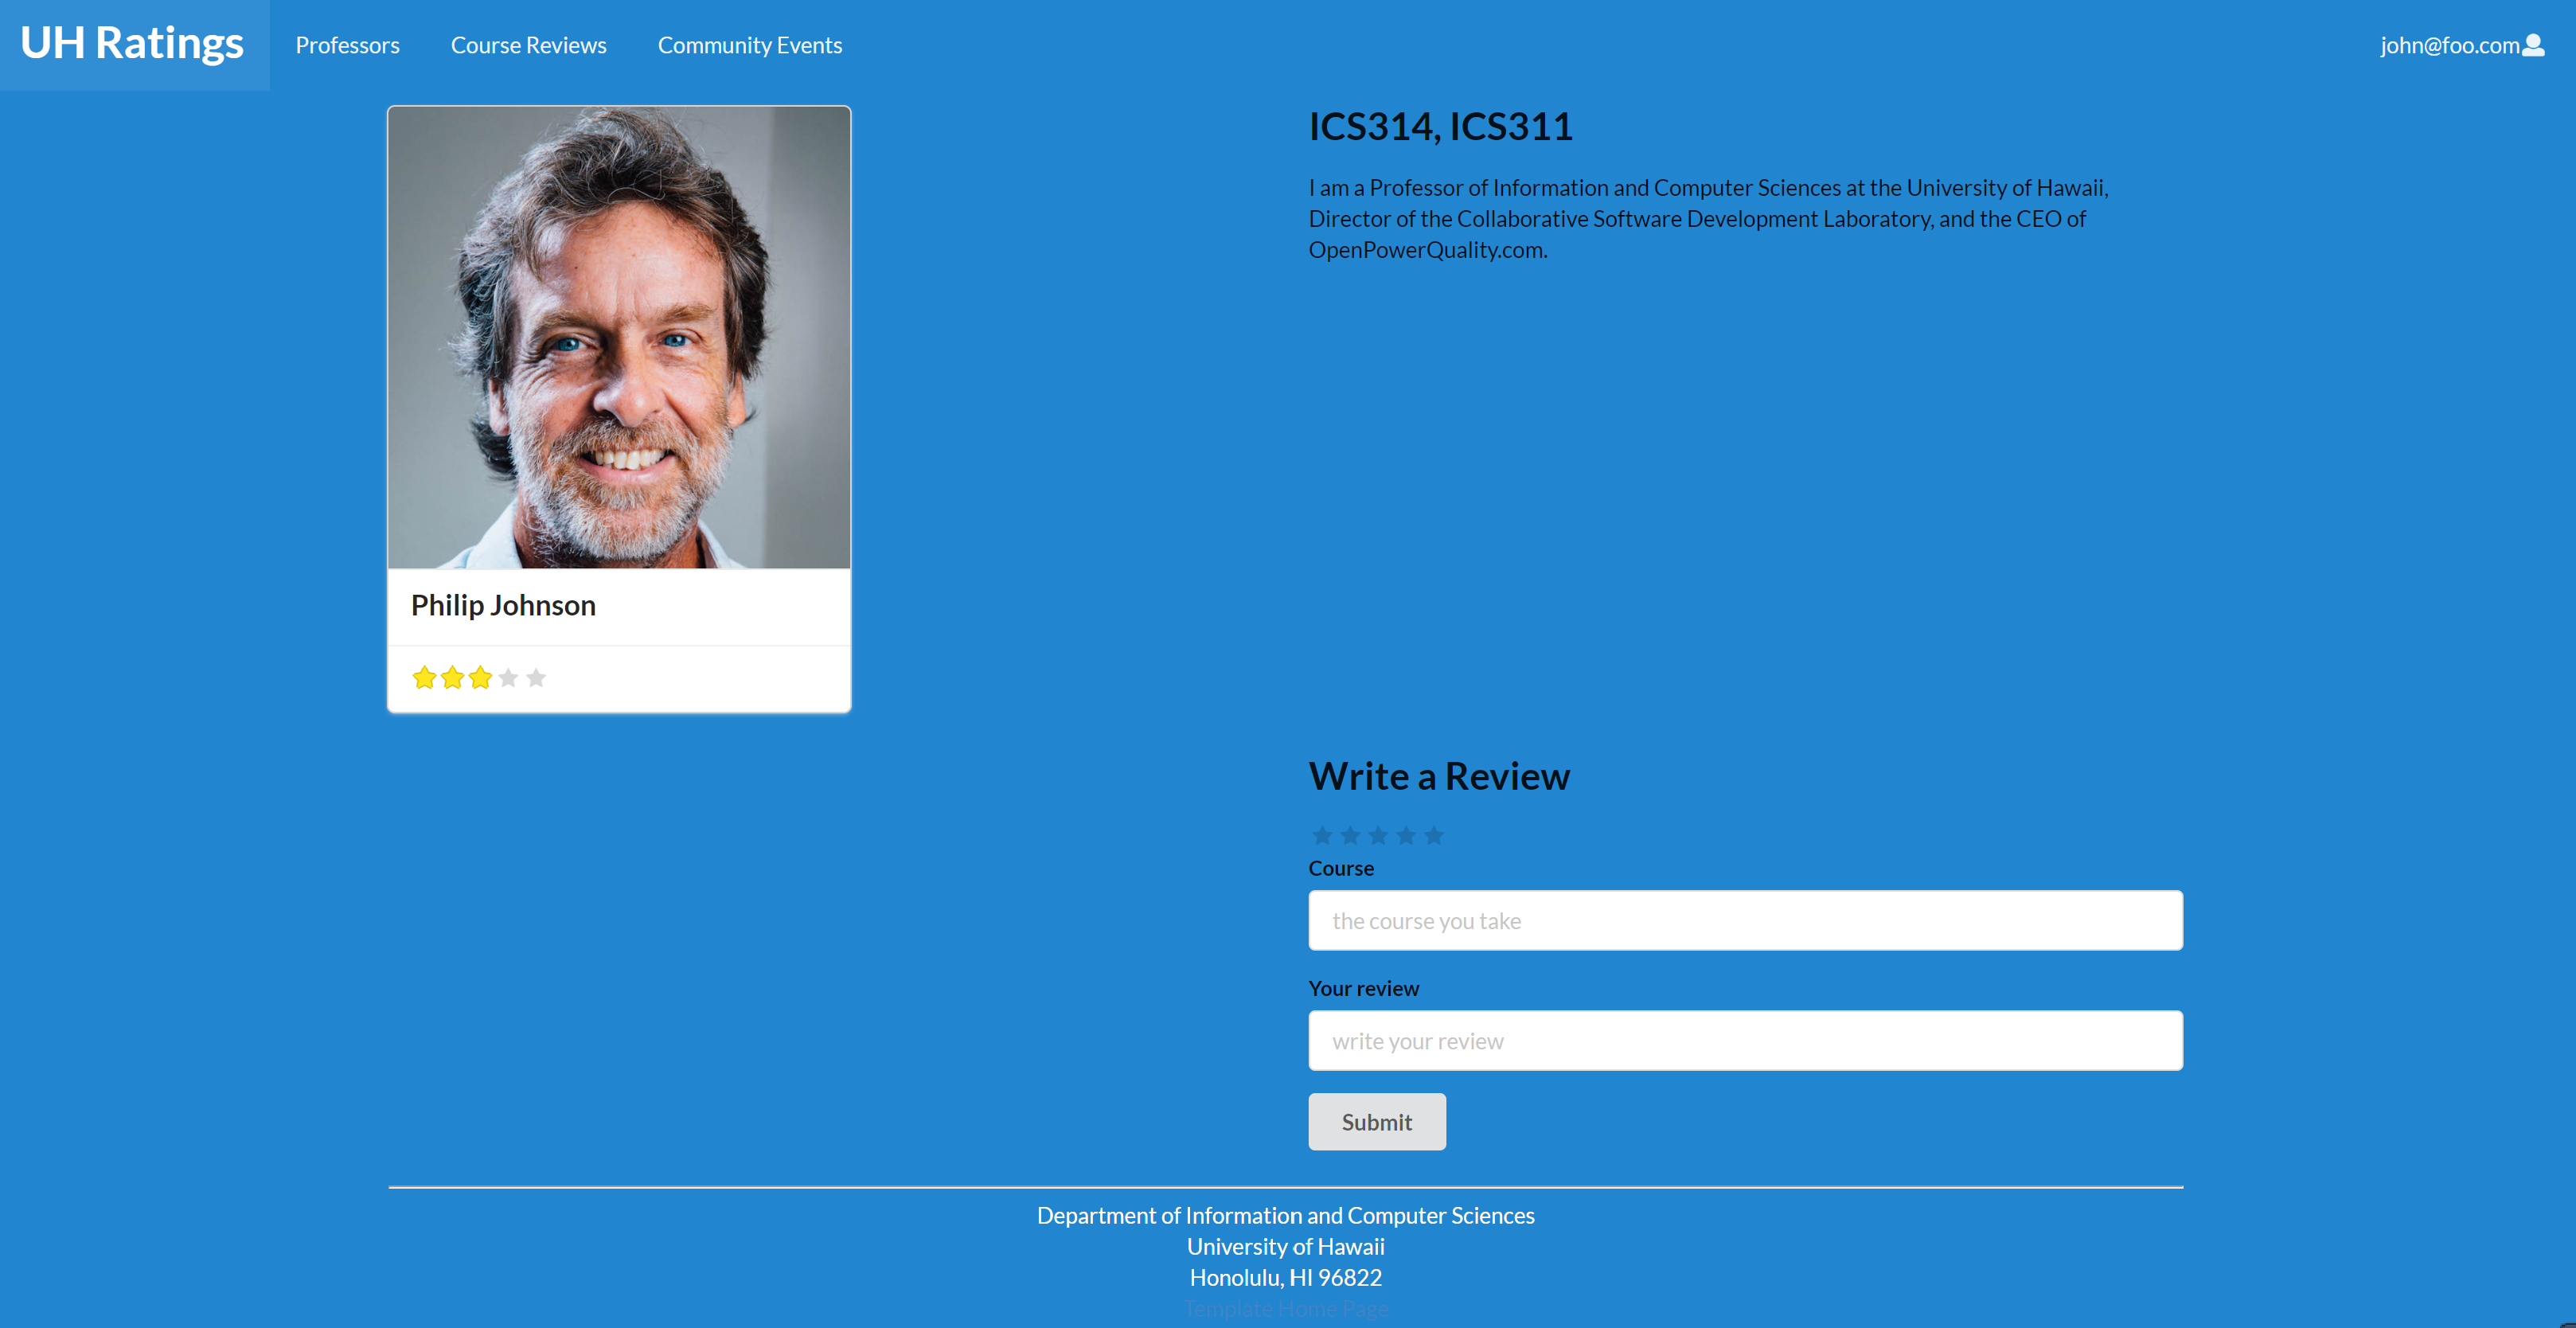 UH Ratings
Professors
Course Reviews
Community Events
john@foo.com
ICS314, ICS311
I am a Professor of Information and Computer Sciences at the University of Hawaii,
Director of the Collaborative Software Development Laboratory, and the CEO of
OpenPowerQuality.com.
Philip Johnson
Write a Review
Course
the course you take
Your review
write your review
Submit
Department of Information and Computer Sciences
University of Hawaii
Honolulu, HI 96822
Template Home Page